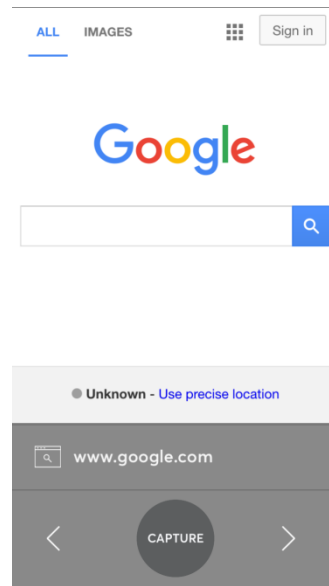 ALL IMAGES Sign in
Google
Unknown - Use precise location
www.google.com
CAPTURE